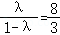 λ/(1-λ) = 8/3